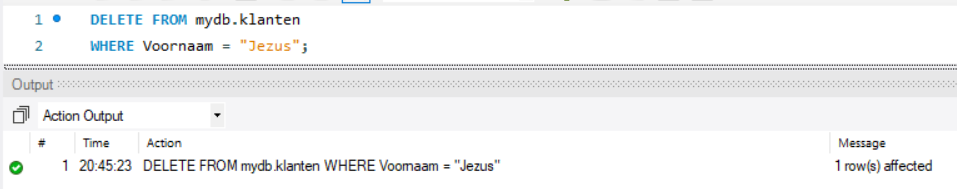 1 DELETE FROM mydb.klanten
2 WHERE Voornaam = "Jezus";
Output
Action Output
# Time Action Message
1 20:45:23 DELETE FROM mydb.klanten WHERE Voornaam = "Jezus" 1 row(s) affected